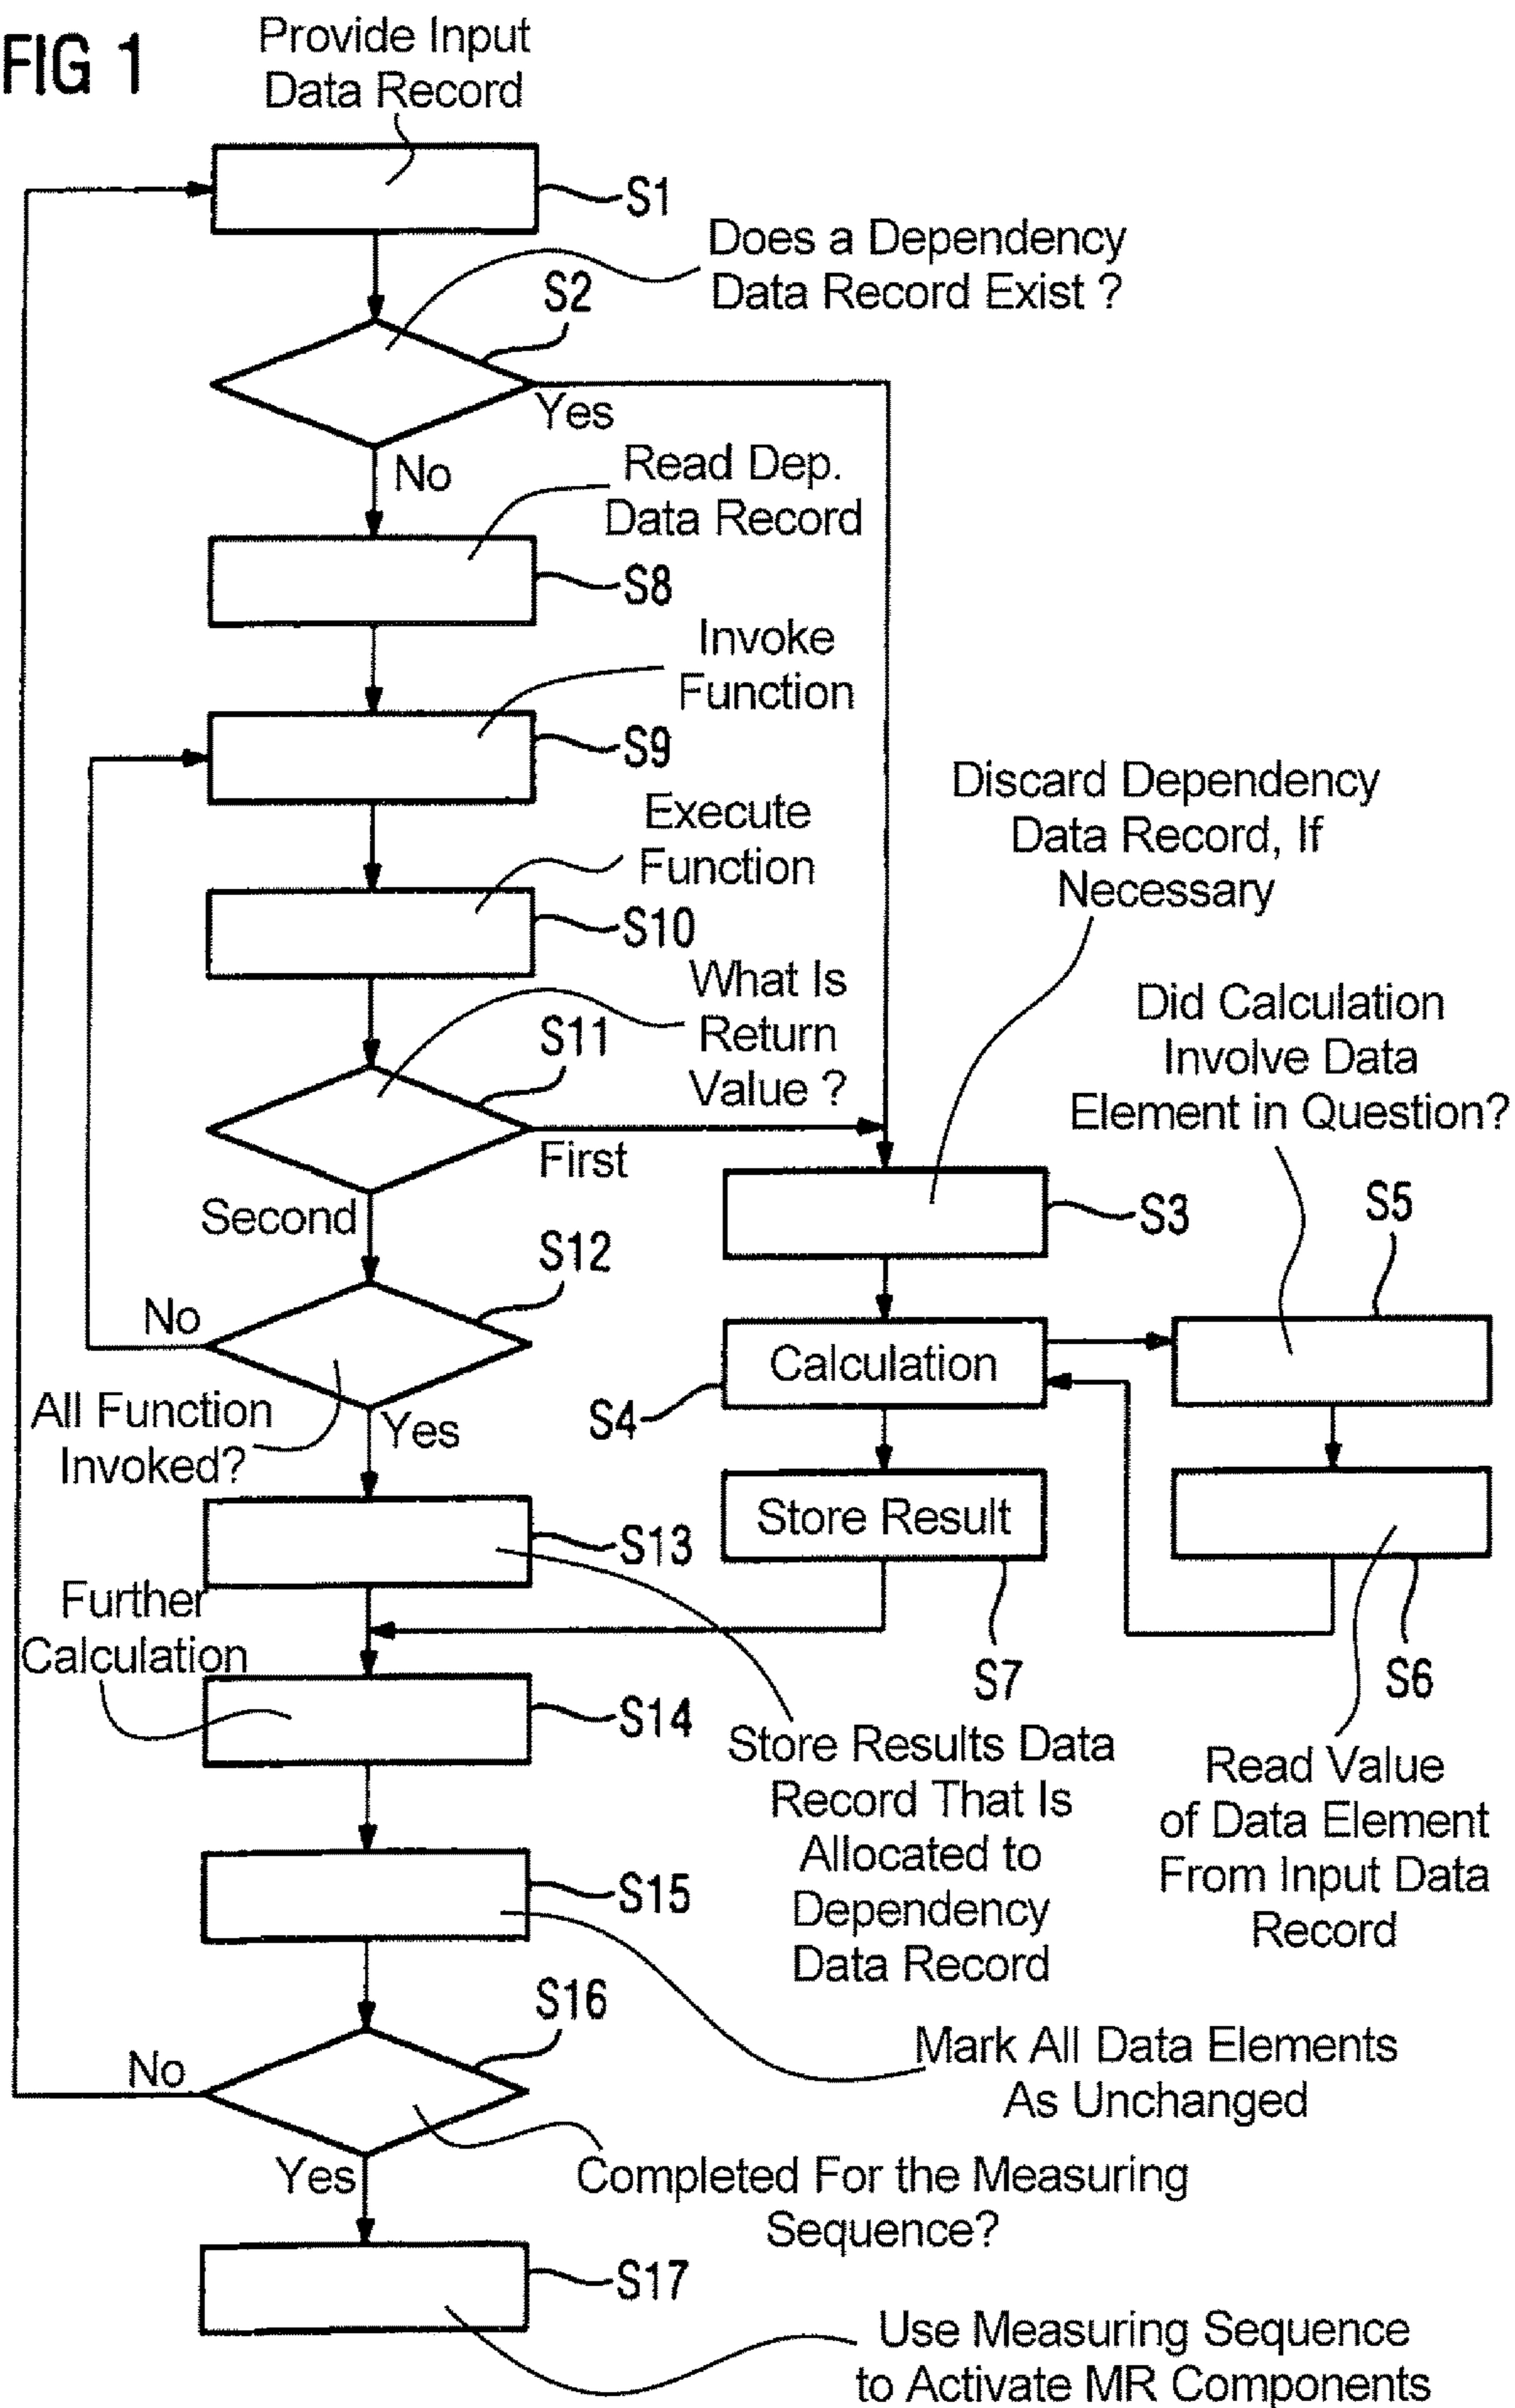 FIG 1
Provide Input
Data Record
S1
Does a Dependency
Data Record Exist ?
S2
Yes
No
Read Dep.
Data Record
S8
Invoke
Function
S9
Execute
Function
S10
Discard Dependency
Data Record, If
Necessary
What Is
Return
Value ?
S11
First
Second
Did Calculation
Involve Data
Element in Question?
S3
S5
S12
No
All Function
Invoked?
Yes
Calculation
S4
Store Result
S13
Further
Calculation
S7
S6
S14
Store Results Data
Record That Is
Allocated to
Dependency
Data Record
Read Value
of Data Element
From Input Data
Record
S15
S16
No
Mark All Data Elements
As Unchanged
Yes
Completed For the Measuring
Sequence?
S17
Use Measuring Sequence
to Activate MR Components